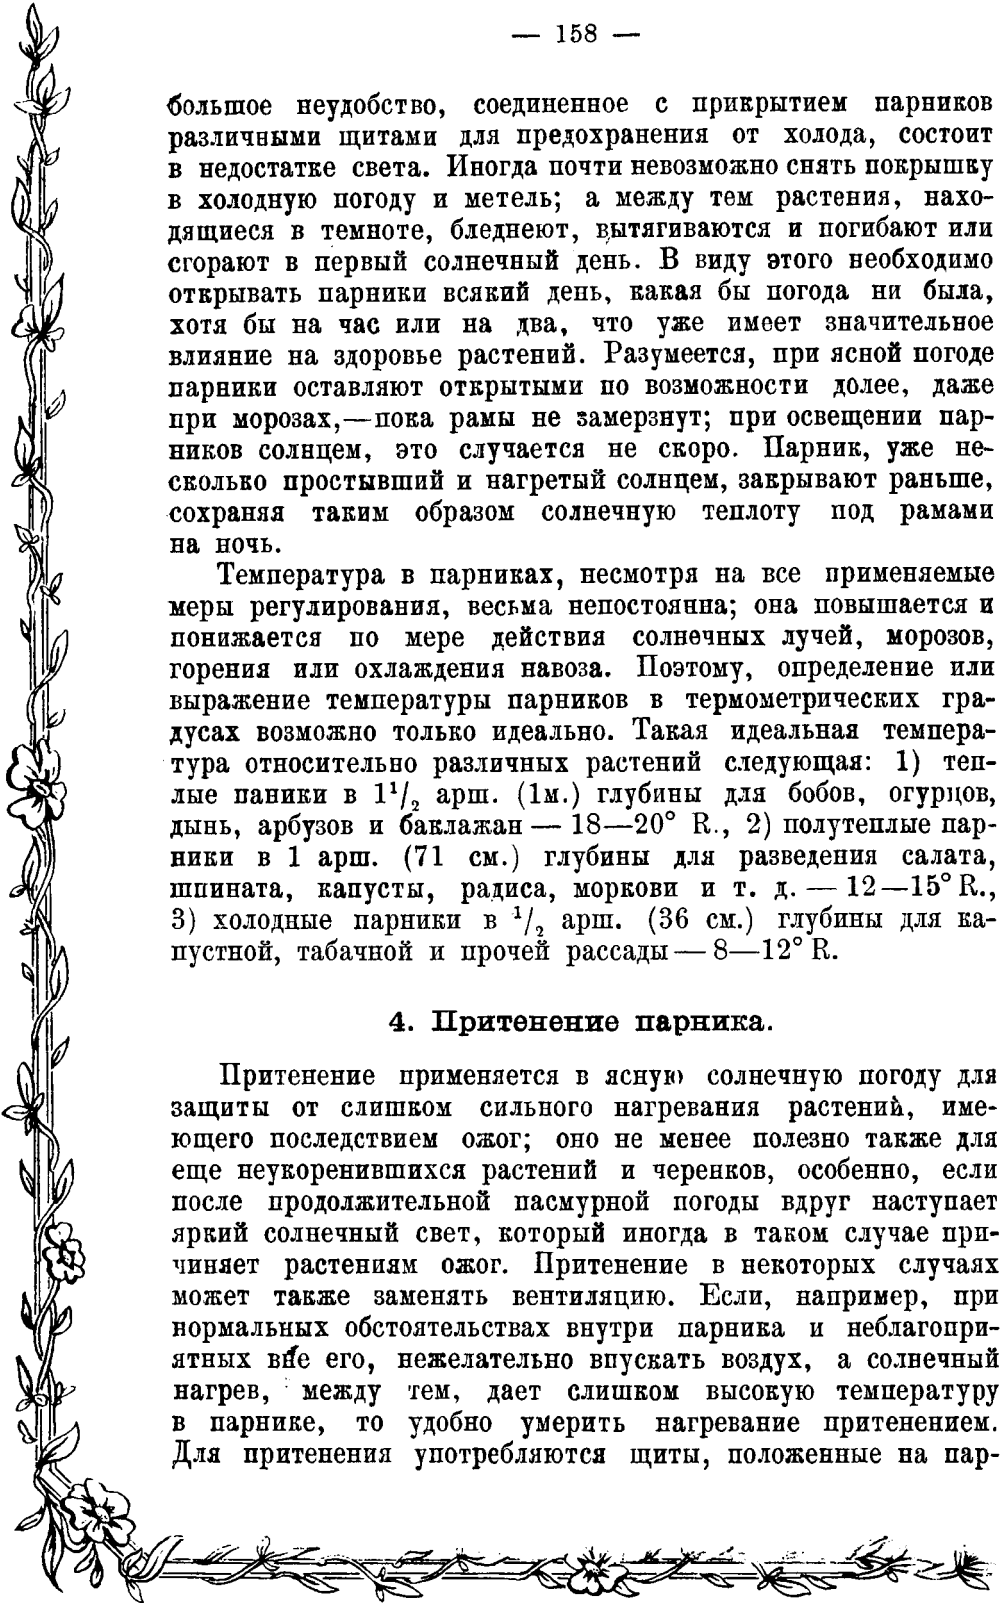 — 158 —
большое неудобство, соединенное с прикрытием парников
различными щитами для предохранения от холода, состоит
в недостатке света. Иногда почти невозможно снять покрышку
в холодную погоду и метель; а между тем растения, нахо-
дящиеся в темноте, бледнеют, вытягиваются и погибают или
сгорают в первый солнечный день. В виду этого необходимо
открывать парники всякий день, какая бы погода ни была,
хотя бы на час или на два, что уже имеет значительное
влияние на здоровье растений. Разумеется, при ясной погоде
парники оставляют открытыми по возможности долее, даже
при морозах,—пока рамы не замерзнут; при освещении пар-
ников солнцем, это случается не скоро. Парник, уже не-
сколько простывший и нагретый солнцем, закрывают раньше,
сохраняя таким образом солнечную теплоту под рамами
на ночь.
Температура в парниках, несмотря на все применяемые
меры регулирования, весьма непостоянна; она повышается и
понижается по мере действия солнечных лучей, морозов,
горения или охлаждения навоза. Поэтому, определение или
выражение температуры парников в термометрических гра-
дусах возможно только идеально. Такая идеальная темпера-
тура относительно различных растений следующая: 1) теп-
лые паники в 1¹/₂ арш. (1м.) глубины для бобов, огурцов,
дынь, арбузов и баклажан — 18—20° R., 2) полутеплые пар-
ники в 1 арш. (71 см.) глубины для разведения салата,
шпината, капусты, радиса, моркови и т. д. — 12—15° R.,
3) холодные парники в ¹/₂ арш. (36 см.) глубины для ка-
пустной, табачной и прочей рассады — 8—12° R.
4. Притенение парника.
Притенение применяется в ясную солнечную погоду для
защиты от слишком сильного нагревания растений, име-
ющего последствием ожог; оно не менее полезно также для
еще неукоренившихся растений и черенков, особенно, если
после продолжительной пасмурной погоды вдруг наступает
яркий солнечный свет, который иногда в таком случае при-
чиняет растениям ожог. Притенение в некоторых случаях
может также заменять вентиляцию. Если, например, при
нормальных обстоятельствах внутри парника и неблагопри-
ятных вне его, нежелательно впускать воздух, а солнечный
нагрев, между тем, дает слишком высокую температуру
в парнике, то удобно умерить нагревание притенением.
Для притенения употребляются щиты, положенные на пар-